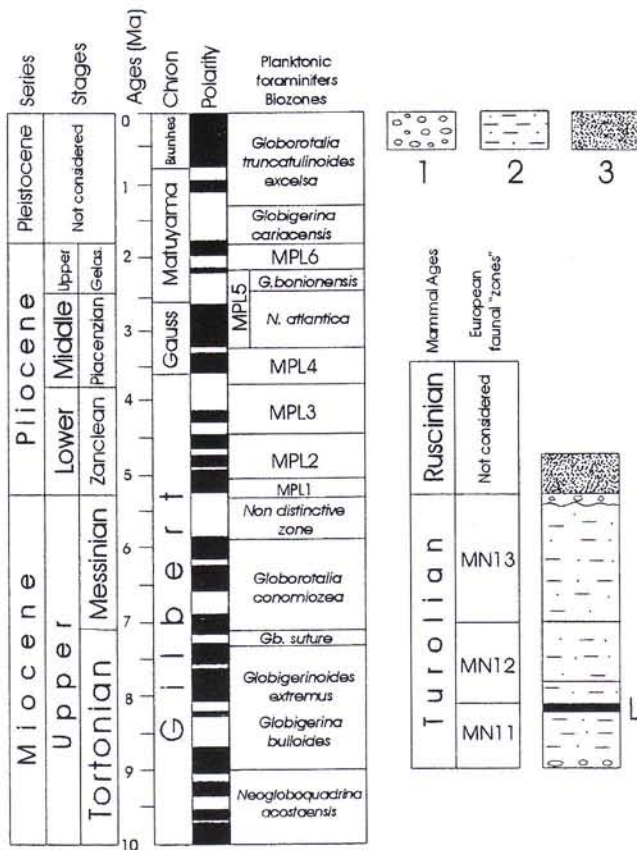 Series
Stages
Ages (Ma)
Chron
Polarity
Planktonic
foraminifers
Biozones
Pleistocene
Not considered
Pliocene
Upper
Gelas.
Middle
Piacenzian
Lower
Zanclean
Miocene
Upper
Messinian
Tortonian
0
1
2
3
4
5
6
7
8
9
10
Brunhes
Matuyama
Gauss
Gilbert
Globorotalia
truncatulinoides
excelsa
Globigerina
cariacensis
MPL6
MPL5
G.bonionensis
N. atlantica
MPL4
MPL3
MPL2
MPL1
Non distinctive
zone
Globorotalia
conomiozea
Gb. suture
Globigerinoides
extremus
Globigerina
bulloides
Neogloboquadrina
acostaensis
1
2
3
Mammal Ages
European
faunal "zones"
Ruscinian
Not considered
Turolian
MN13
MN12
MN11
L